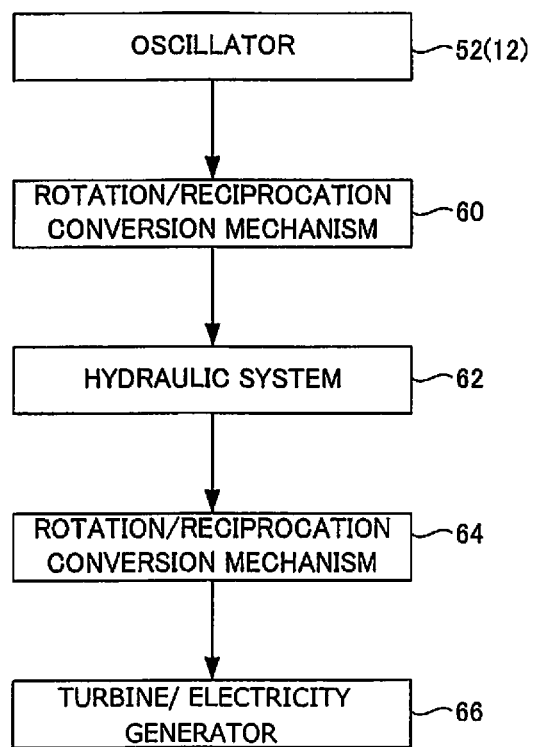 OSCILLATOR
52(12)
ROTATION/RECIPROCATION
CONVERSION MECHANISM
60
HYDRAULIC SYSTEM
62
ROTATION/RECIPROCATION
CONVERSION MECHANISM
64
TURBINE/ ELECTRICITY
GENERATOR
66